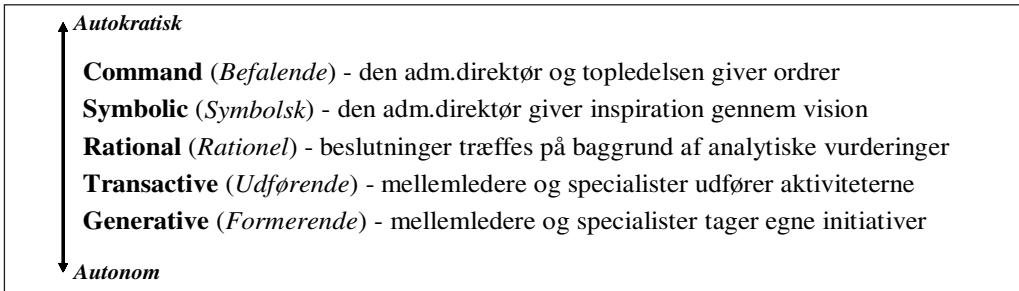 Autokratisk
Command (Befalende) - den adm.direktør og topledelsen giver ordrer
Symbolic (Symbolsk) - den adm.direktør giver inspiration gennem vision
Rational (Rationel) - beslutninger træffes på baggrund af analytiske vurderinger
Transactive (Udførende) - mellemledere og specialister udfører aktiviteterne
Generative (Formerende) - mellemledere og specialister tager egne initiativer
Autonom